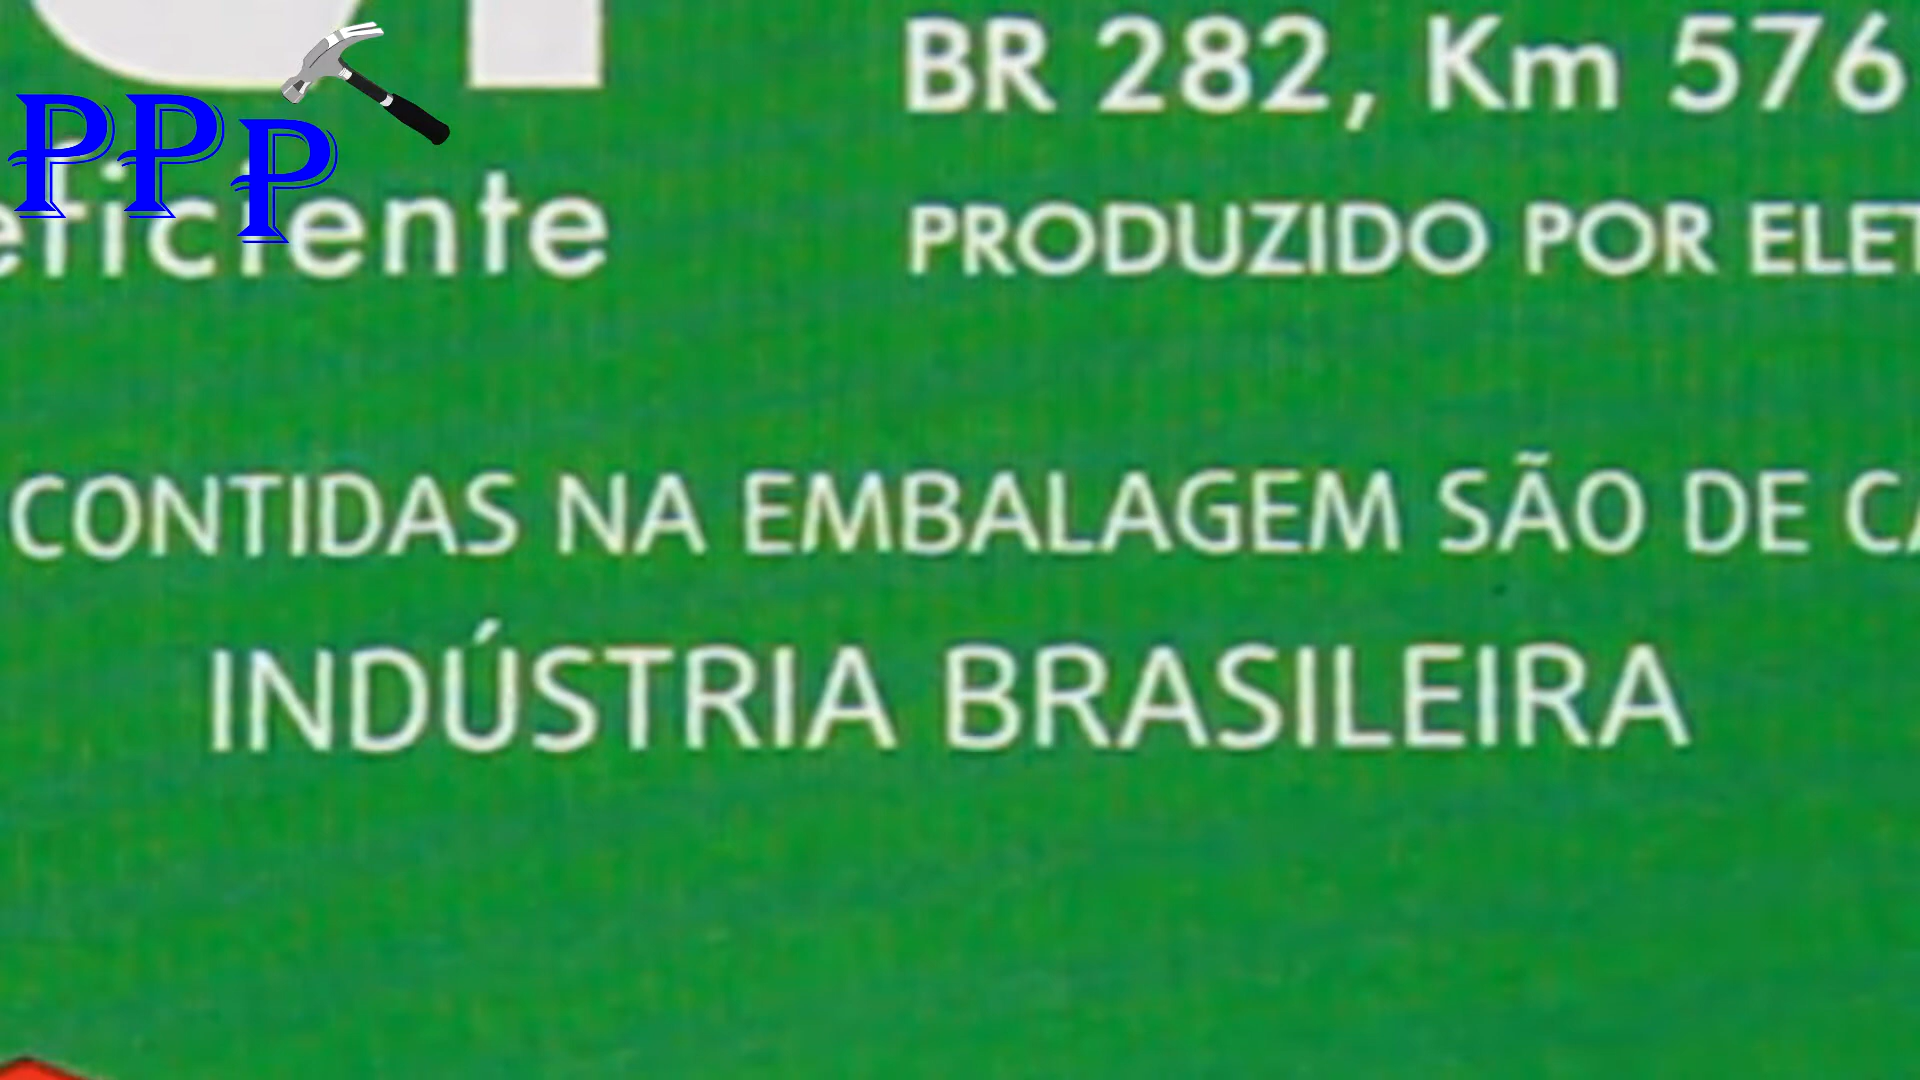 BR 282, Km 576
PPP
eficiente
PRODUZIDO POR ELET
CONTIDAS NA EMBALAGEM SÃO DE CA
INDÚSTRIA BRASILEIRA